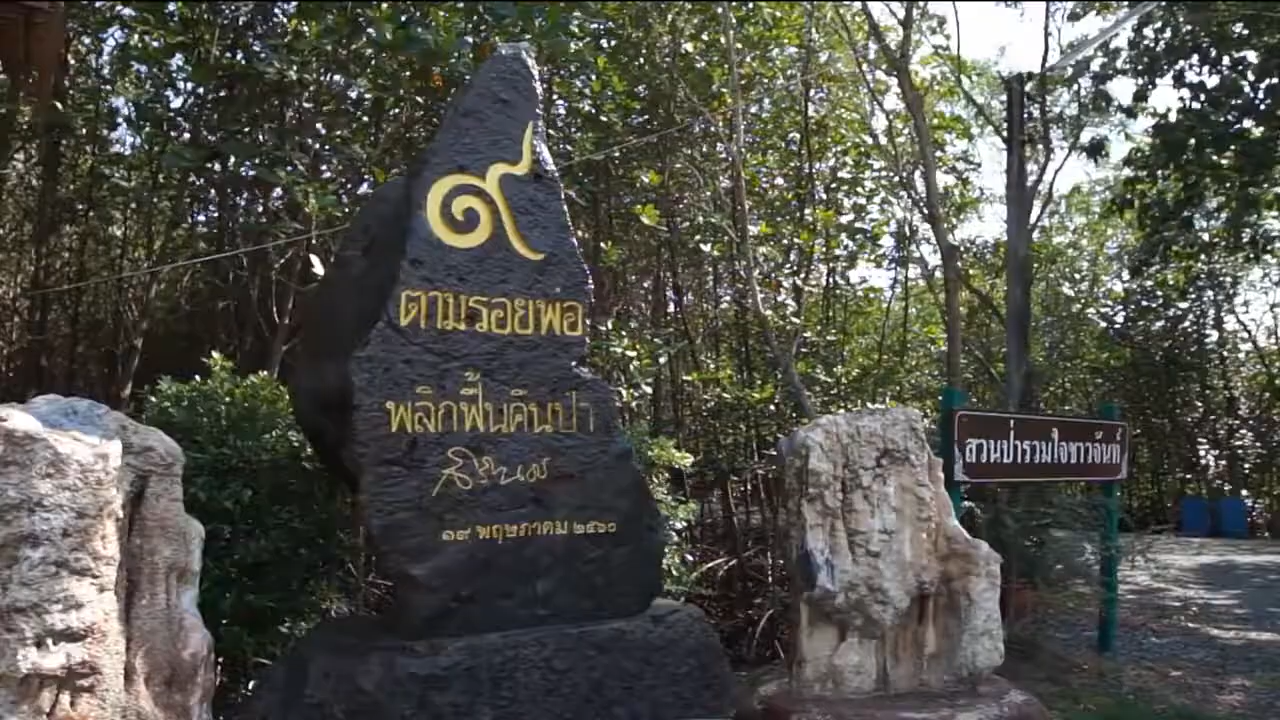 ๙
ตามรอยพ่อ
พลิกฟื้นคืนป่า
๑๙ พฤษภาคม ๒๕๖๐
สวนป่ารวมใจชาวจันท์